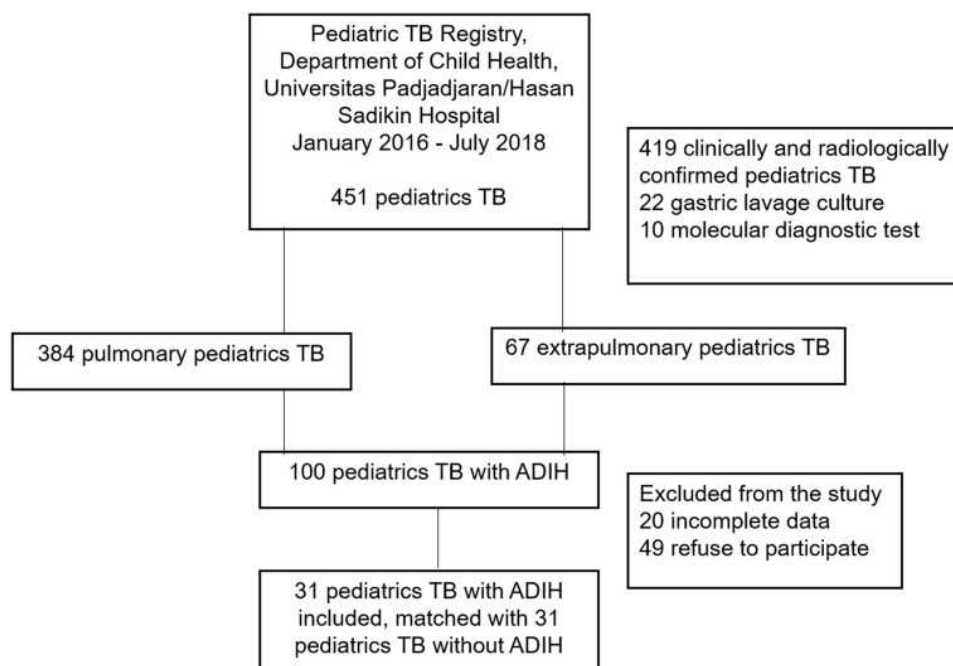 Pediatric TB Registry,
Department of Child Health,
Universitas Padjadjaran/Hasan
Sadikin Hospital
January 2016 - July 2018
451 pediatrics TB
419 clinically and radiologically
confirmed pediatrics TB
22 gastric lavage culture
10 molecular diagnostic test
384 pulmonary pediatrics TB
67 extrapulmonary pediatrics TB
100 pediatrics TB with ADIH
Excluded from the study
20 incomplete data
49 refuse to participate
31 pediatrics TB with ADIH
included, matched with 31
pediatrics TB without ADIH